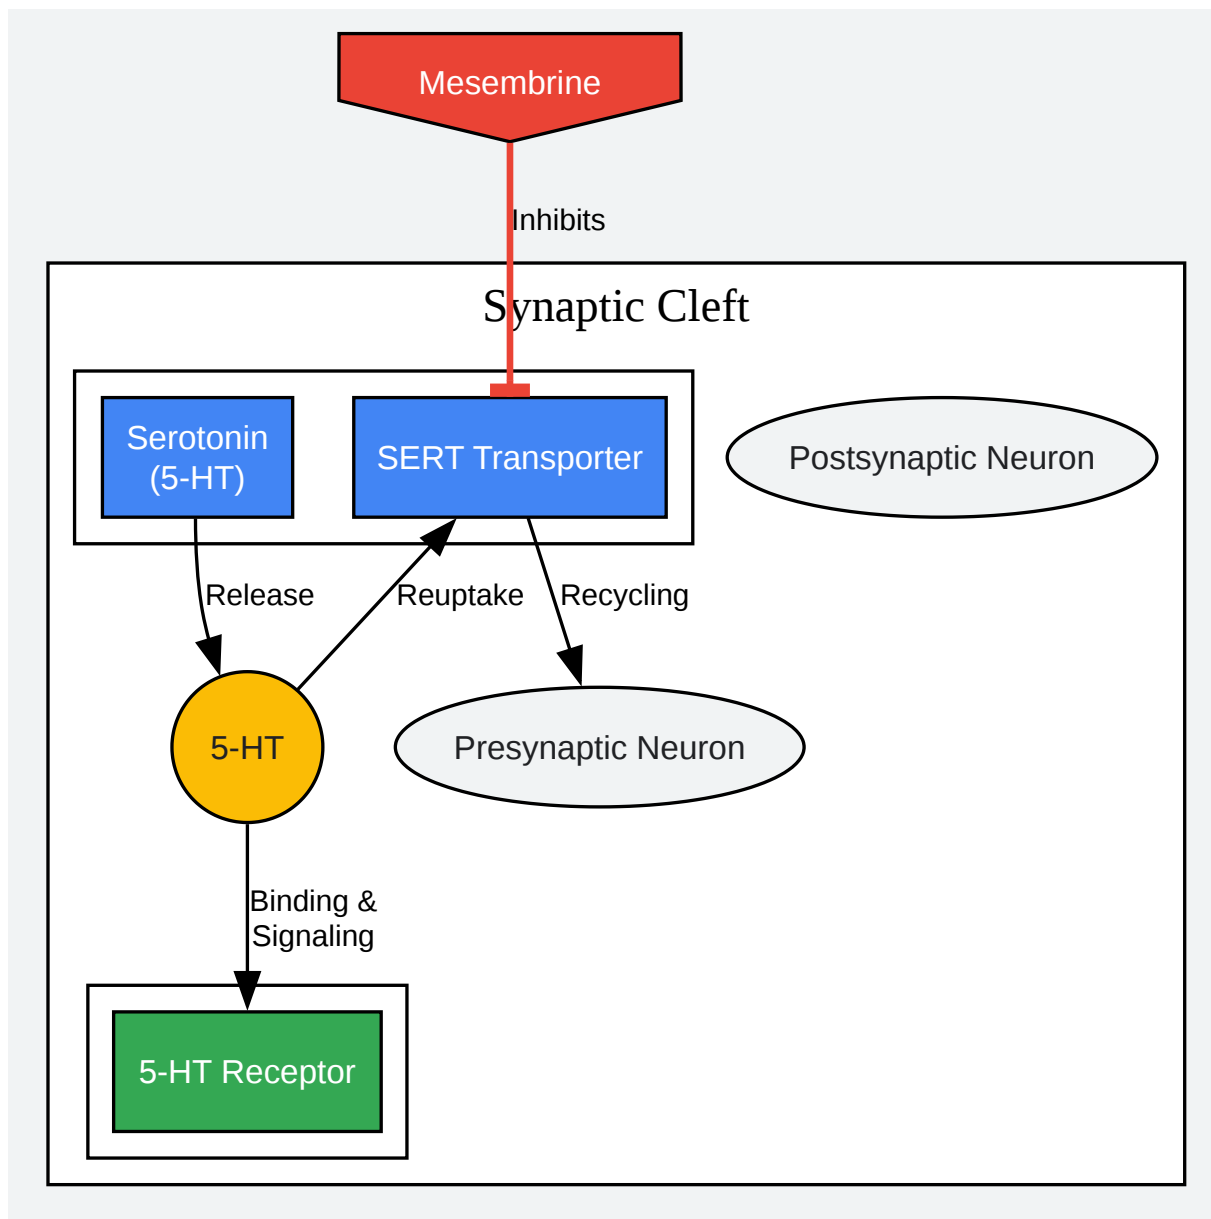 Mesembrine
Inhibits
Synaptic Cleft
Serotonin
(5-HT)
SERT Transporter
Postsynaptic Neuron
Release
Reuptake
Recycling
5-HT
Presynaptic Neuron
Binding &
Signaling
5-HT Receptor